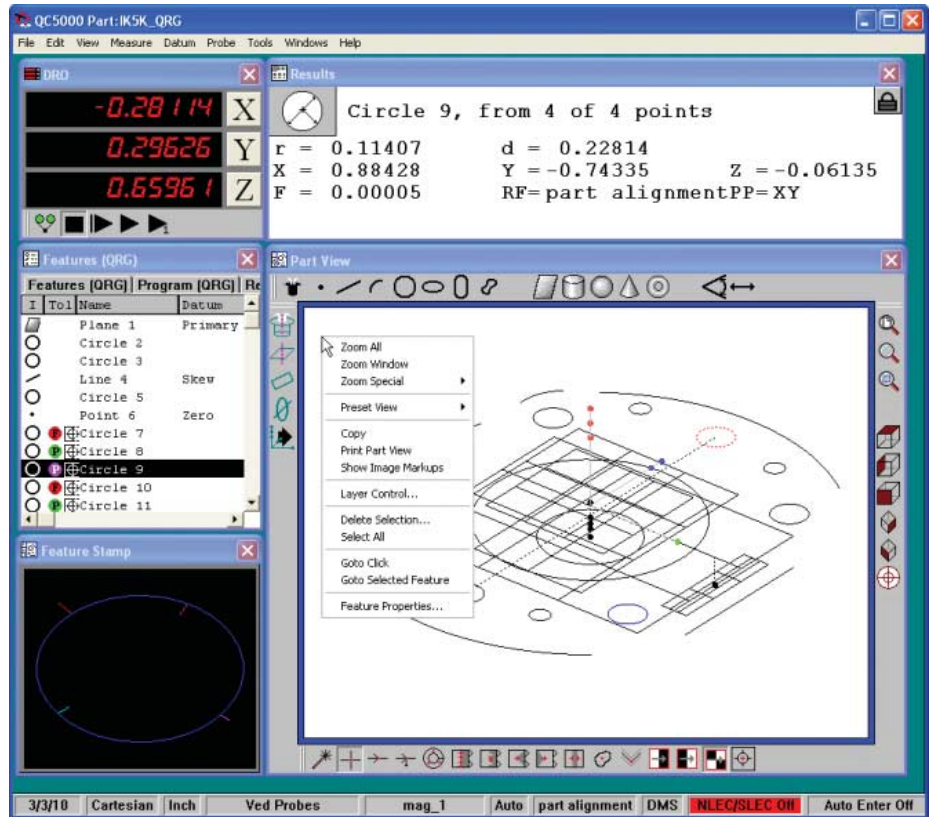 QC5000 Part:IK5K_QRG
File Edit View Measure Datum Probe Tools Windows Help
DRO
-0.28114 X
0.29626 Y
0.65961 Z
1
Results
Circle 9, from 4 of 4 points
r = 0.11407 d = 0.22814
X = 0.88428 Y =-0.74335 Z =-0.06135
F = 0.00005 RF=part alignmentPP=XY
Features (QRG)
Features (QRG) Program (QRG) Re
I Tol Name Datum
Plane 1 Primary
Circle 2
Circle 3
Line 4 Skew
Circle 5
Point 6 Zero
P Circle 7
P Circle 8
P Circle 9
P Circle 10
P Circle 11
Feature Stamp
Part View
Zoom All
Zoom Window
Zoom Special
Preset View
Copy
Print Part View
Show Image Markups
Layer Control...
Delete Selection...
Select All
Goto Click
Goto Selected Feature
Feature Properties...
3/3/10 Cartesian Inch Ved Probes mag_1 Auto part alignment DMS NLEC/SLEC Off Auto Enter Off